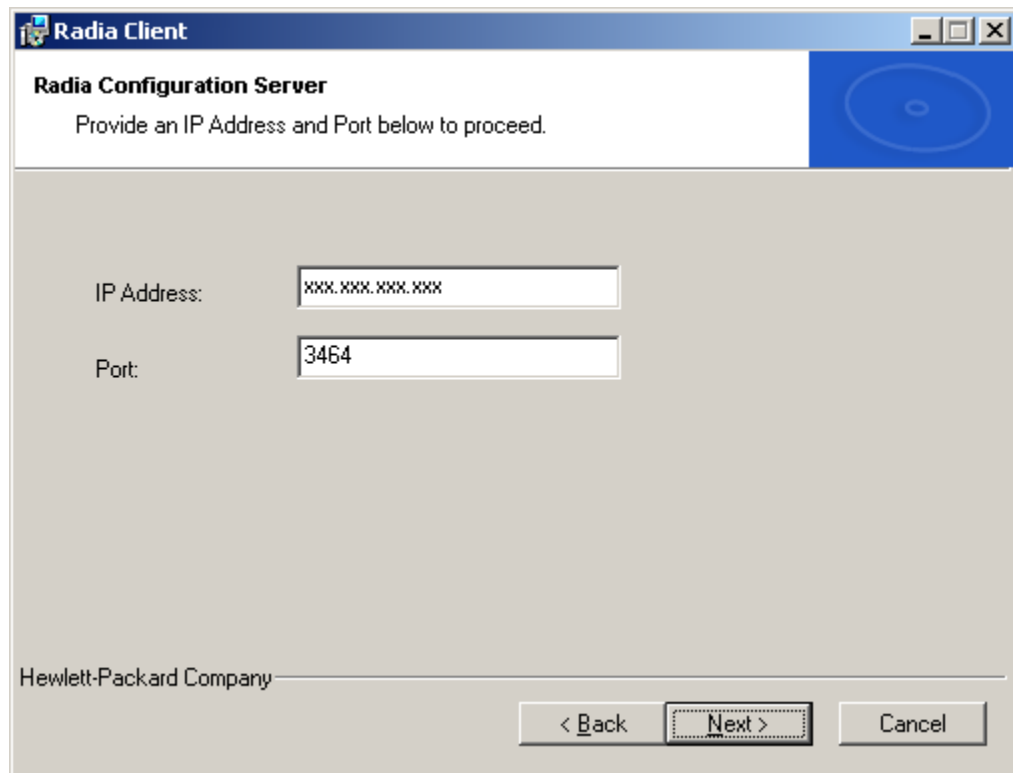 Radia Client
Radia Configuration Server
Provide an IP Address and Port below to proceed.
IP Address:
xxx.xxx.xxx.xxx
Port:
3464
Hewlett-Packard Company
< Back
Next >
Cancel